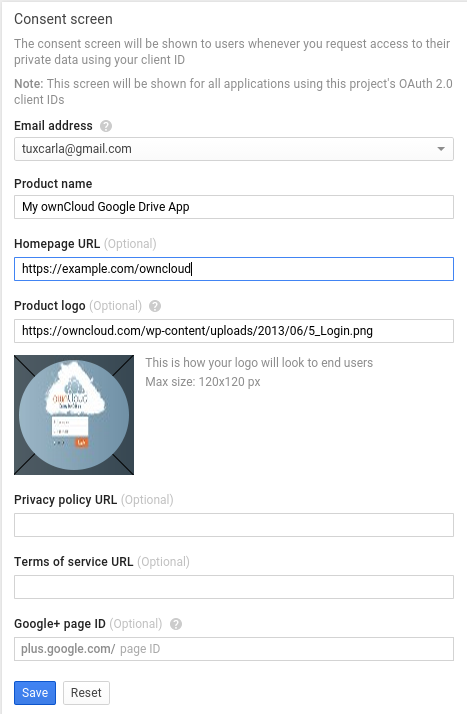 Consent screen
The consent screen will be shown to users whenever you request access to their
private data using your client ID
Note: This screen will be shown for all applications using this project's OAuth 2.0
client IDs
Email address
tuxcarla@gmail.com
Product name
My ownCloud Google Drive App
Homepage URL (Optional)
https://example.com/owncloud
Product logo (Optional)
https://owncloud.com/wp-content/uploads/2013/06/5_Login.png
This is how your logo will look to end users
Max size: 120x120 px
ownCloud
Privacy policy URL (Optional)
Terms of service URL (Optional)
Google+ page ID (Optional)
plus.google.com/ page ID
Save Reset